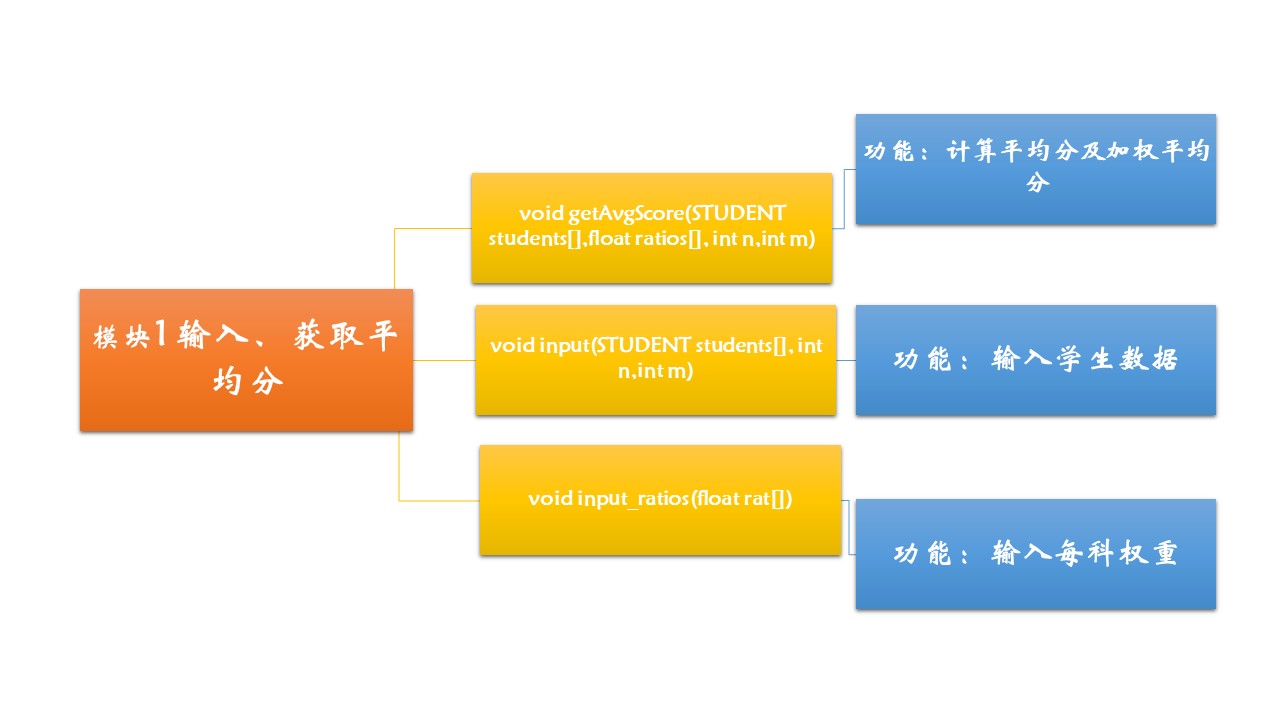 模块1输入、获取平
均分
void getAvgScore(STUDENT
students[],float ratios[], int n,int m)
功能：计算平均分及加权平均
分
void input(STUDENT students[], int
n,int m)
功能：输入学生数据
void input_ratios(float rat[])
功能：输入每科权重